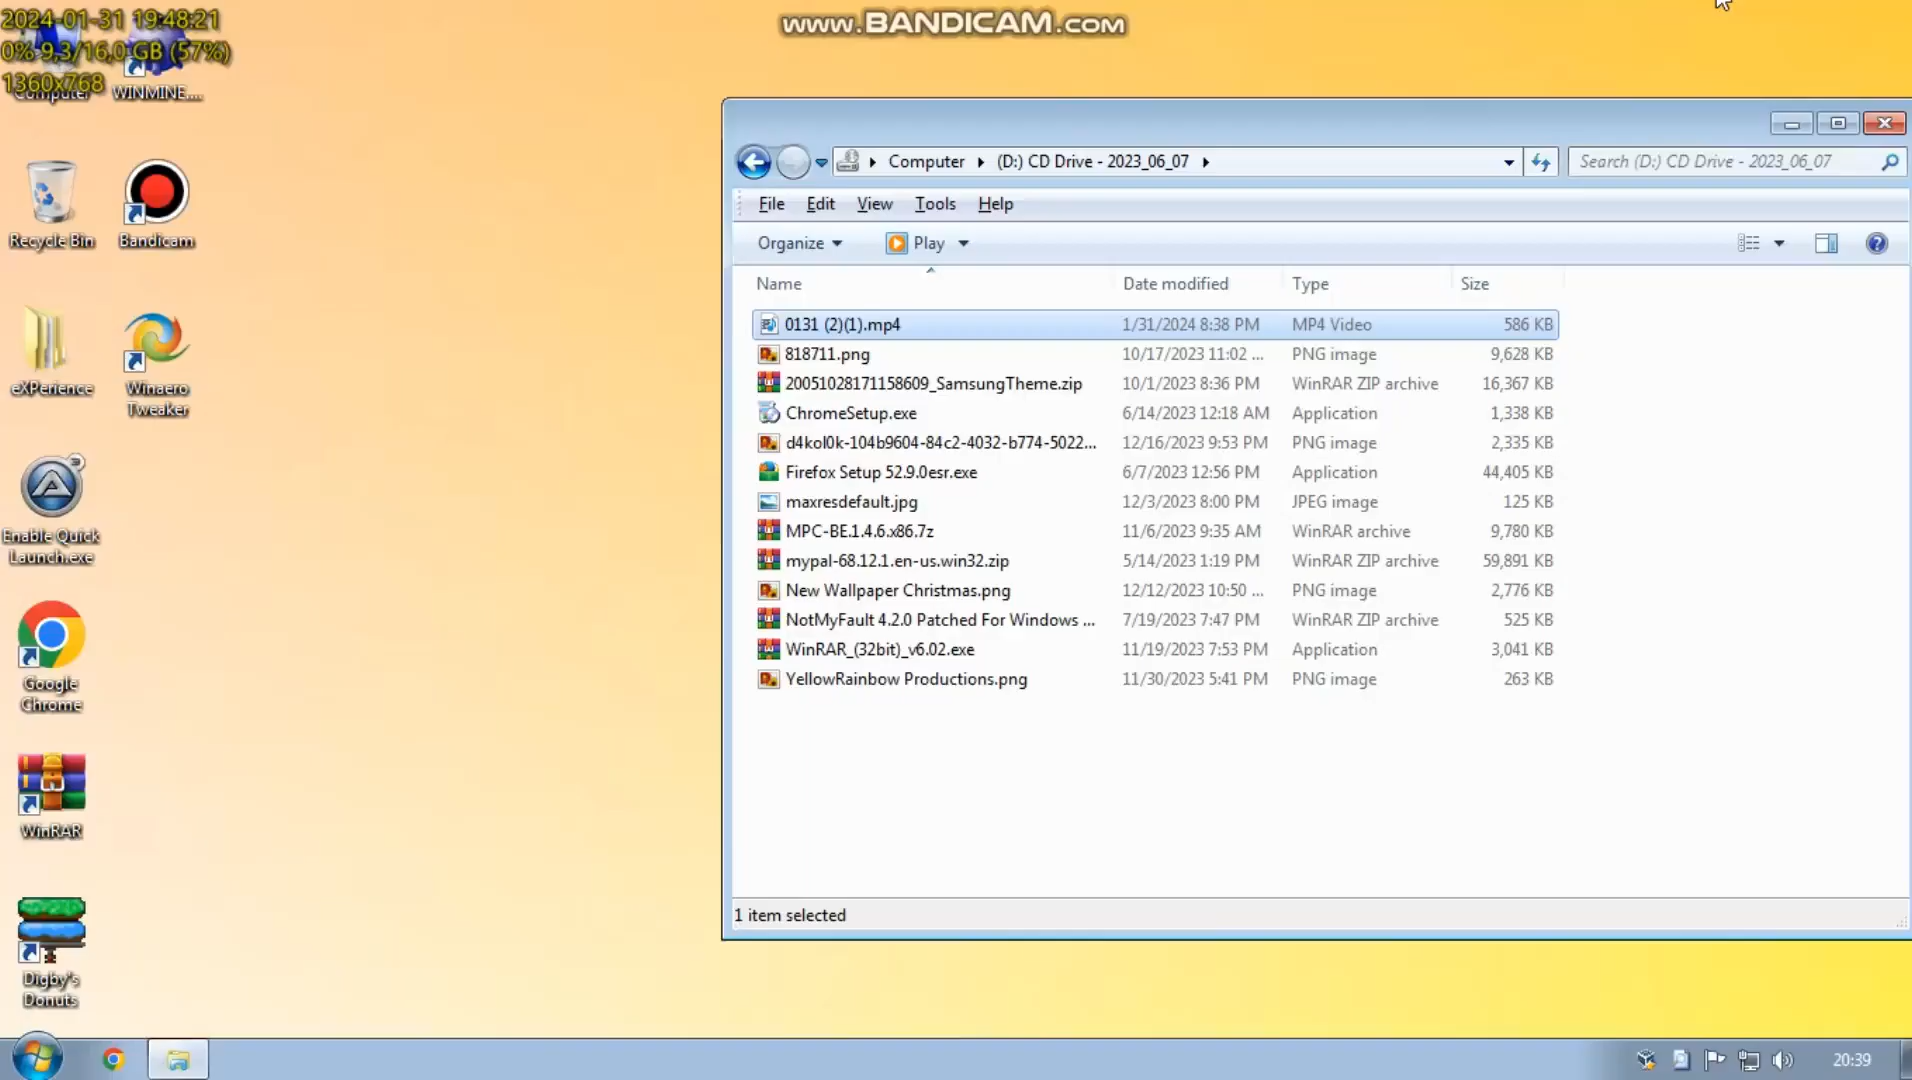 2024-01-31 19:48:21
0% 9,3/16,0 GB (57%)
1360x768
www.BANDICAM.com
Computer
WINMINE....
Recycle Bin
Bandicam
eXPerience
Winaero Tweaker
Enable Quick Launch.exe
Google Chrome
WinRAR
Digby's Donuts
Computer (D:) CD Drive - 2023_06_07
Search (D:) CD Drive - 2023_06_07
File Edit View Tools Help
Organize Play
Name Date modified Type Size
0131 (2)(1).mp4 1/31/2024 8:38 PM MP4 Video 586 KB
818711.png 10/17/2023 11:02 ... PNG image 9,628 KB
20051028171158609_SamsungTheme.zip 10/1/2023 8:36 PM WinRAR ZIP archive 16,367 KB
ChromeSetup.exe 6/14/2023 12:18 AM Application 1,338 KB
d4kol0k-104b9604-84c2-4032-b774-5022... 12/16/2023 9:53 PM PNG image 2,335 KB
Firefox Setup 52.9.0esr.exe 6/7/2023 12:56 PM Application 44,405 KB
maxresdefault.jpg 12/3/2023 8:00 PM JPEG image 125 KB
MPC-BE.1.4.6.x86.7z 11/6/2023 9:35 AM WinRAR archive 9,780 KB
mypal-68.12.1.en-us.win32.zip 5/14/2023 1:19 PM WinRAR ZIP archive 59,891 KB
New Wallpaper Christmas.png 12/12/2023 10:50 ... PNG image 2,776 KB
NotMyFault 4.2.0 Patched For Windows ... 7/19/2023 7:47 PM WinRAR ZIP archive 525 KB
WinRAR_(32bit)_v6.02.exe 11/19/2023 7:53 PM Application 3,041 KB
YellowRainbow Productions.png 11/30/2023 5:41 PM PNG image 263 KB
1 item selected
20:39